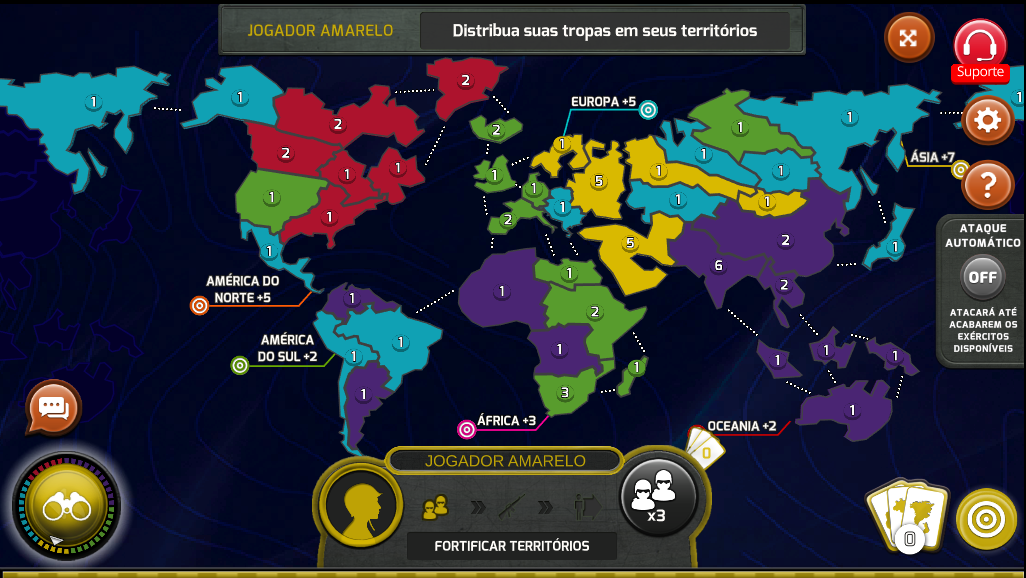 JOGADOR AMARELO
Distribua suas tropas em seus territórios
Suporte
EUROPA +5
ÁSIA +7
ATAQUE
AUTOMÁTICO
OFF
ATACARÁ ATÉ
ACABAREM OS
EXÉRCITOS
DISPONÍVEIS
AMÉRICA DO
NORTE +5
AMÉRICA
DO SUL +2
ÁFRICA +3
OCEANIA +2
1
1
2
2
2
1
1
1
1
1
2
1
1
2
1
1
5
1
1
1
1
1
1
1
1
5
6
2
2
1
1
1
1
1
1
1
2
1
3
1
1
1
1
1
?
0
JOGADOR AMARELO
x3
FORTIFICAR TERRITÓRIOS
0